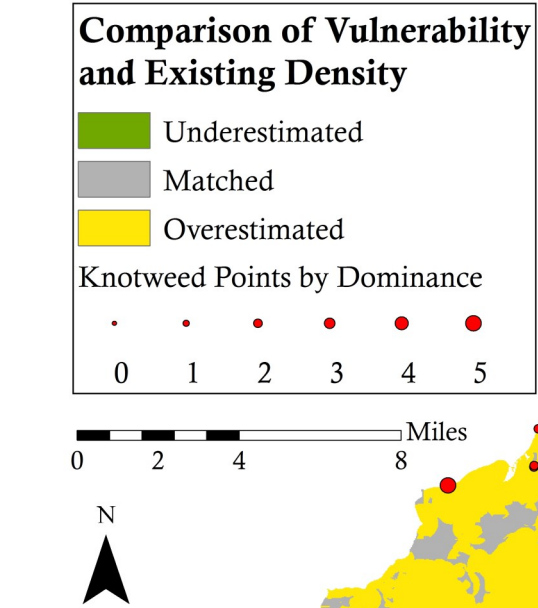 Comparison of Vulnerability
and Existing Density
Underestimated
Matched
Overestimated
Knotweed Points by Dominance
0 1 2 3 4 5
Miles
0 2 4 8
N